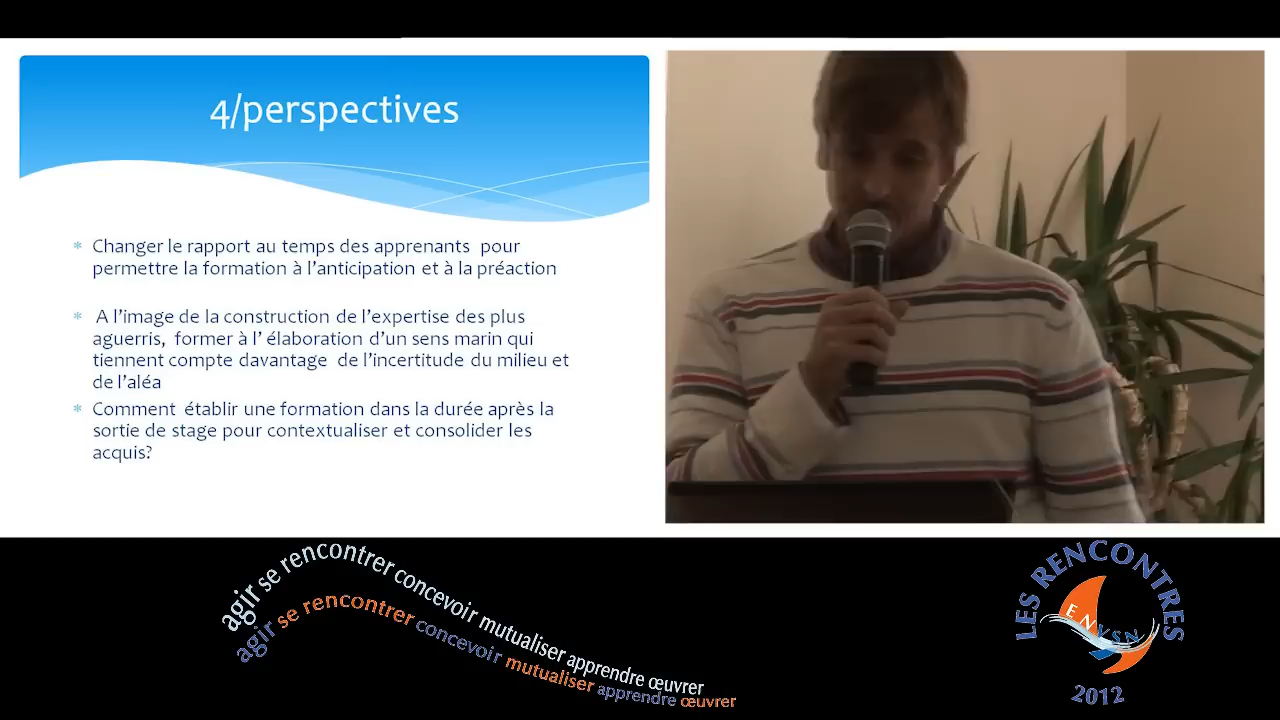 4/perspectives
* Changer le rapport au temps des apprenants pour
permettre la formation à l'anticipation et à la préaction
* A l'image de la construction de l'expertise des plus
aguerris, former à l' élaboration d'un sens marin qui
tiennent compte davantage de l'incertitude du milieu et
de l'aléa
* Comment établir une formation dans la durée après la
sortie de stage pour contextualiser et consolider les
acquis?
agir se rencontrer concevoir mutualiser apprendre œuvrer
agir se rencontrer concevoir mutualiser apprendre œuvrer
LES RENCONTRES
ENVSN
2012